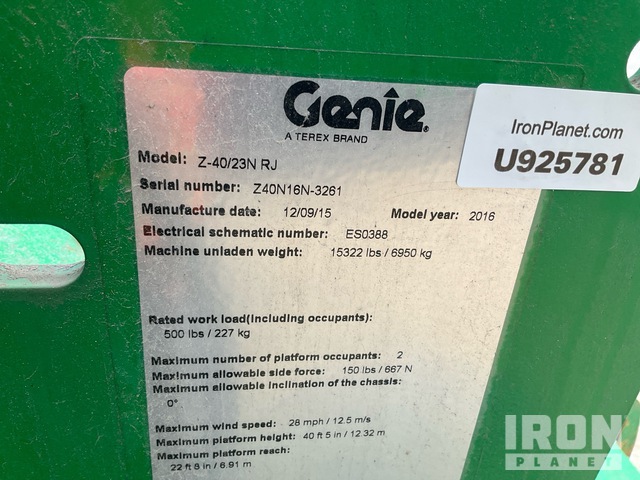 Genie
A TEREX BRAND
IronPlanet.com
U925781
Model: Z-40/23N RJ
Serial number: Z40N16N-3261
Manufacture date: 12/09/15 Model year: 2016
Electrical schematic number: ES0388
Machine unladen weight: 15322 lbs / 6950 kg
Rated work load(including occupants):
500 lbs / 227 kg
Maximum number of platform occupants: 2
Maximum allowable side force: 150 lbs / 667 N
Maximum allowable inclination of the chassis:
0°
Maximum wind speed: 28 mph / 12.5 m/s
Maximum platform height: 40 ft 5 in / 12.32 m
Maximum platform reach:
22 ft 8 in / 6.91 m
IRON
PLANET